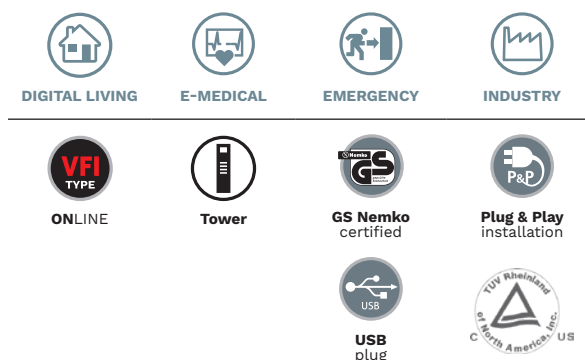 DIGITAL LIVING
E-MEDICAL
EMERGENCY
INDUSTRY
VFI
TYPE
ONLINE
Tower
Nemko
GS
GS Nemko
certified
P&P
Plug & Play
installation
USB
USB
plug
TUV Rheinland
of North America, Inc.
C US